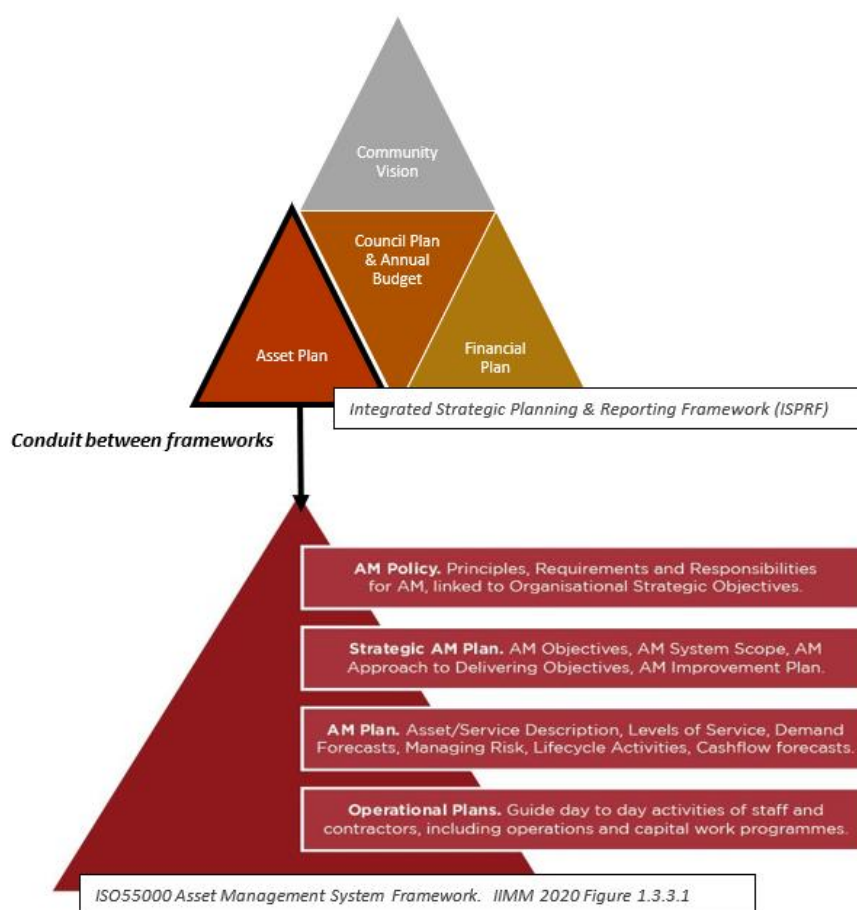 Community
Vision
Council Plan
& Annual
Budget
Asset Plan
Financial
Plan
Integrated Strategic Planning & Reporting Framework (ISPRF)
Conduit between frameworks
AM Policy. Principles, Requirements and Responsibilities
for AM, linked to Organisational Strategic Objectives.
Strategic AM Plan. AM Objectives, AM System Scope, AM
Approach to Delivering Objectives, AM Improvement Plan.
AM Plan. Asset/Service Description, Levels of Service, Demand
Forecasts, Managing Risk, Lifecycle Activities, Cashflow forecasts.
Operational Plans. Guide day to day activities of staff and
contractors, including operations and capital work programmes.
ISO55000 Asset Management System Framework. IIMM 2020 Figure 1.3.3.1